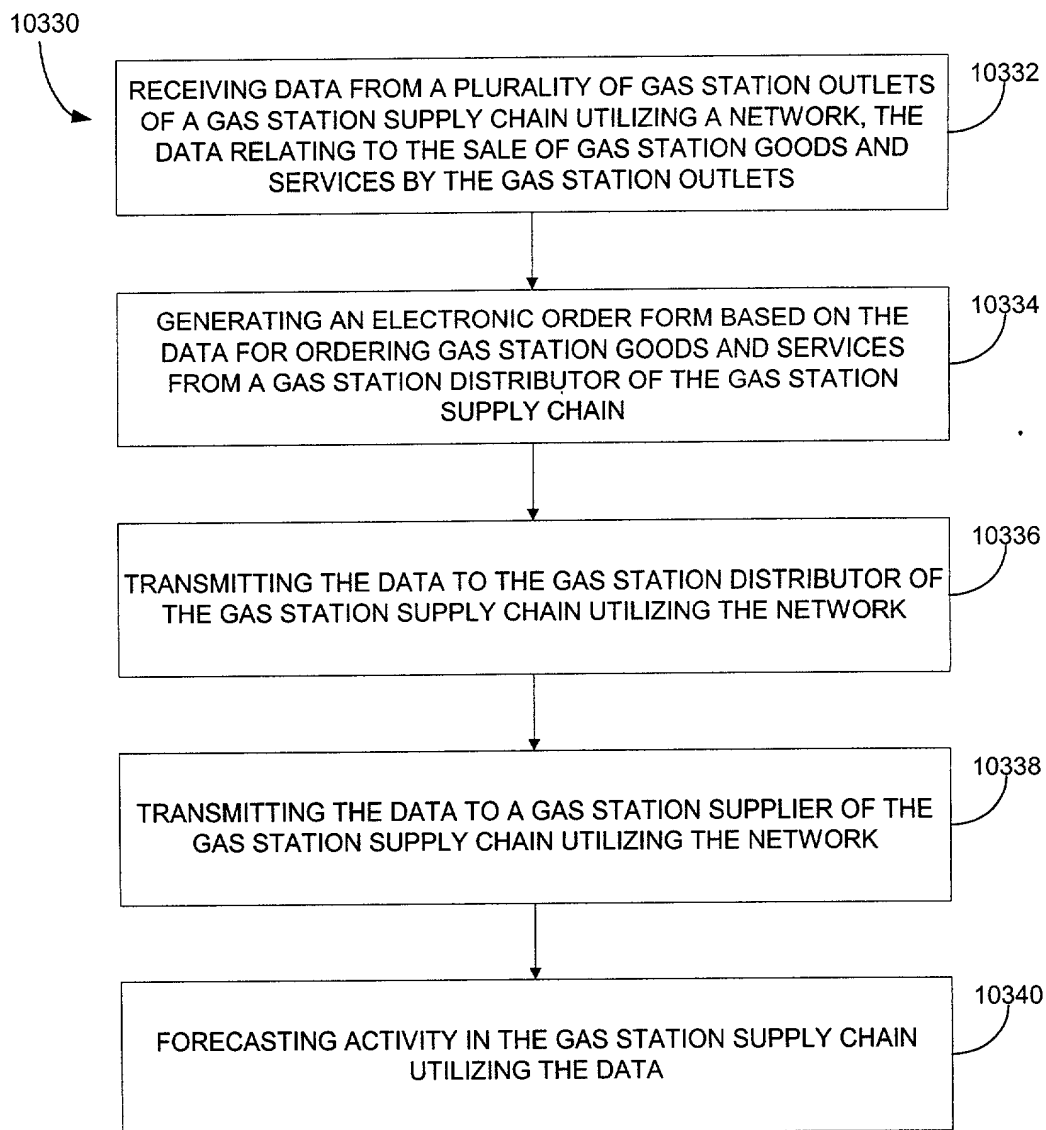 10330
10332
RECEIVING DATA FROM A PLURALITY OF GAS STATION OUTLETS
OF A GAS STATION SUPPLY CHAIN UTILIZING A NETWORK, THE
DATA RELATING TO THE SALE OF GAS STATION GOODS AND
SERVICES BY THE GAS STATION OUTLETS
10334
GENERATING AN ELECTRONIC ORDER FORM BASED ON THE
DATA FOR ORDERING GAS STATION GOODS AND SERVICES
FROM A GAS STATION DISTRIBUTOR OF THE GAS STATION
SUPPLY CHAIN
10336
TRANSMITTING THE DATA TO THE GAS STATION DISTRIBUTOR OF
THE GAS STATION SUPPLY CHAIN UTILIZING THE NETWORK
10338
TRANSMITTING THE DATA TO A GAS STATION SUPPLIER OF THE
GAS STATION SUPPLY CHAIN UTILIZING THE NETWORK
10340
FORECASTING ACTIVITY IN THE GAS STATION SUPPLY CHAIN
UTILIZING THE DATA